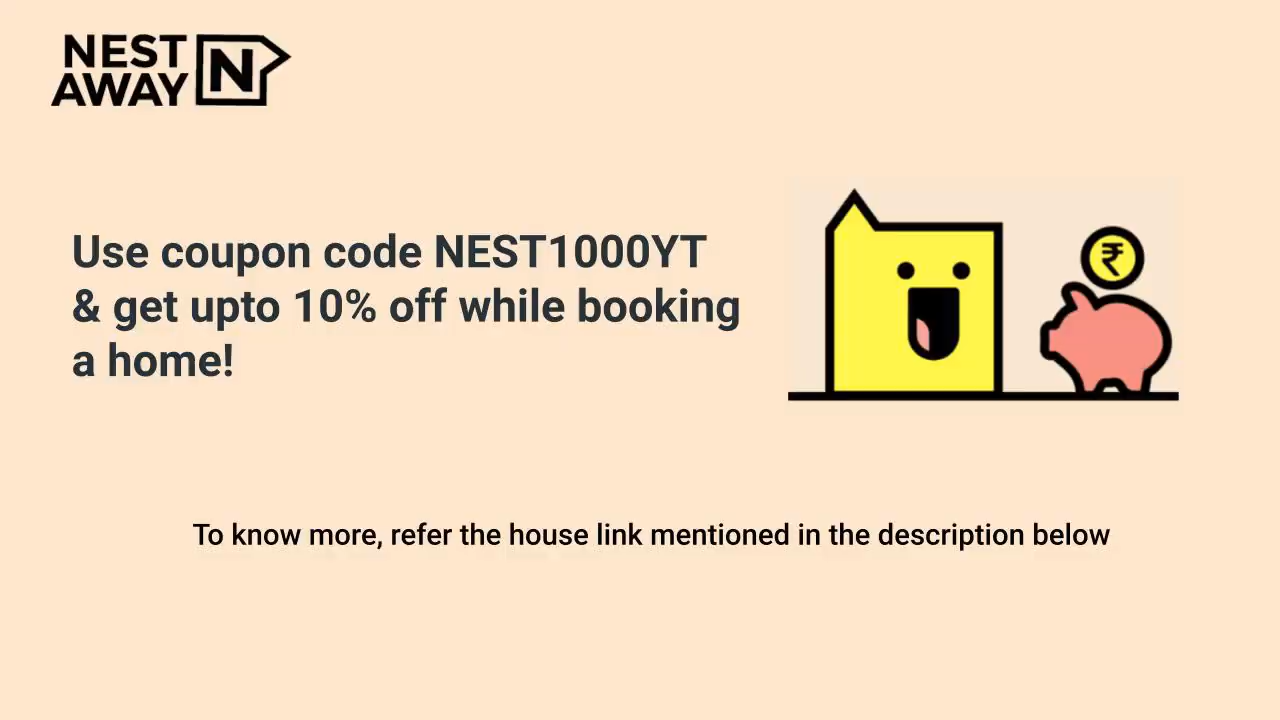 NEST
AWAY N
Use coupon code NEST1000YT
& get upto 10% off while booking
a home!
₹
To know more, refer the house link mentioned in the description below